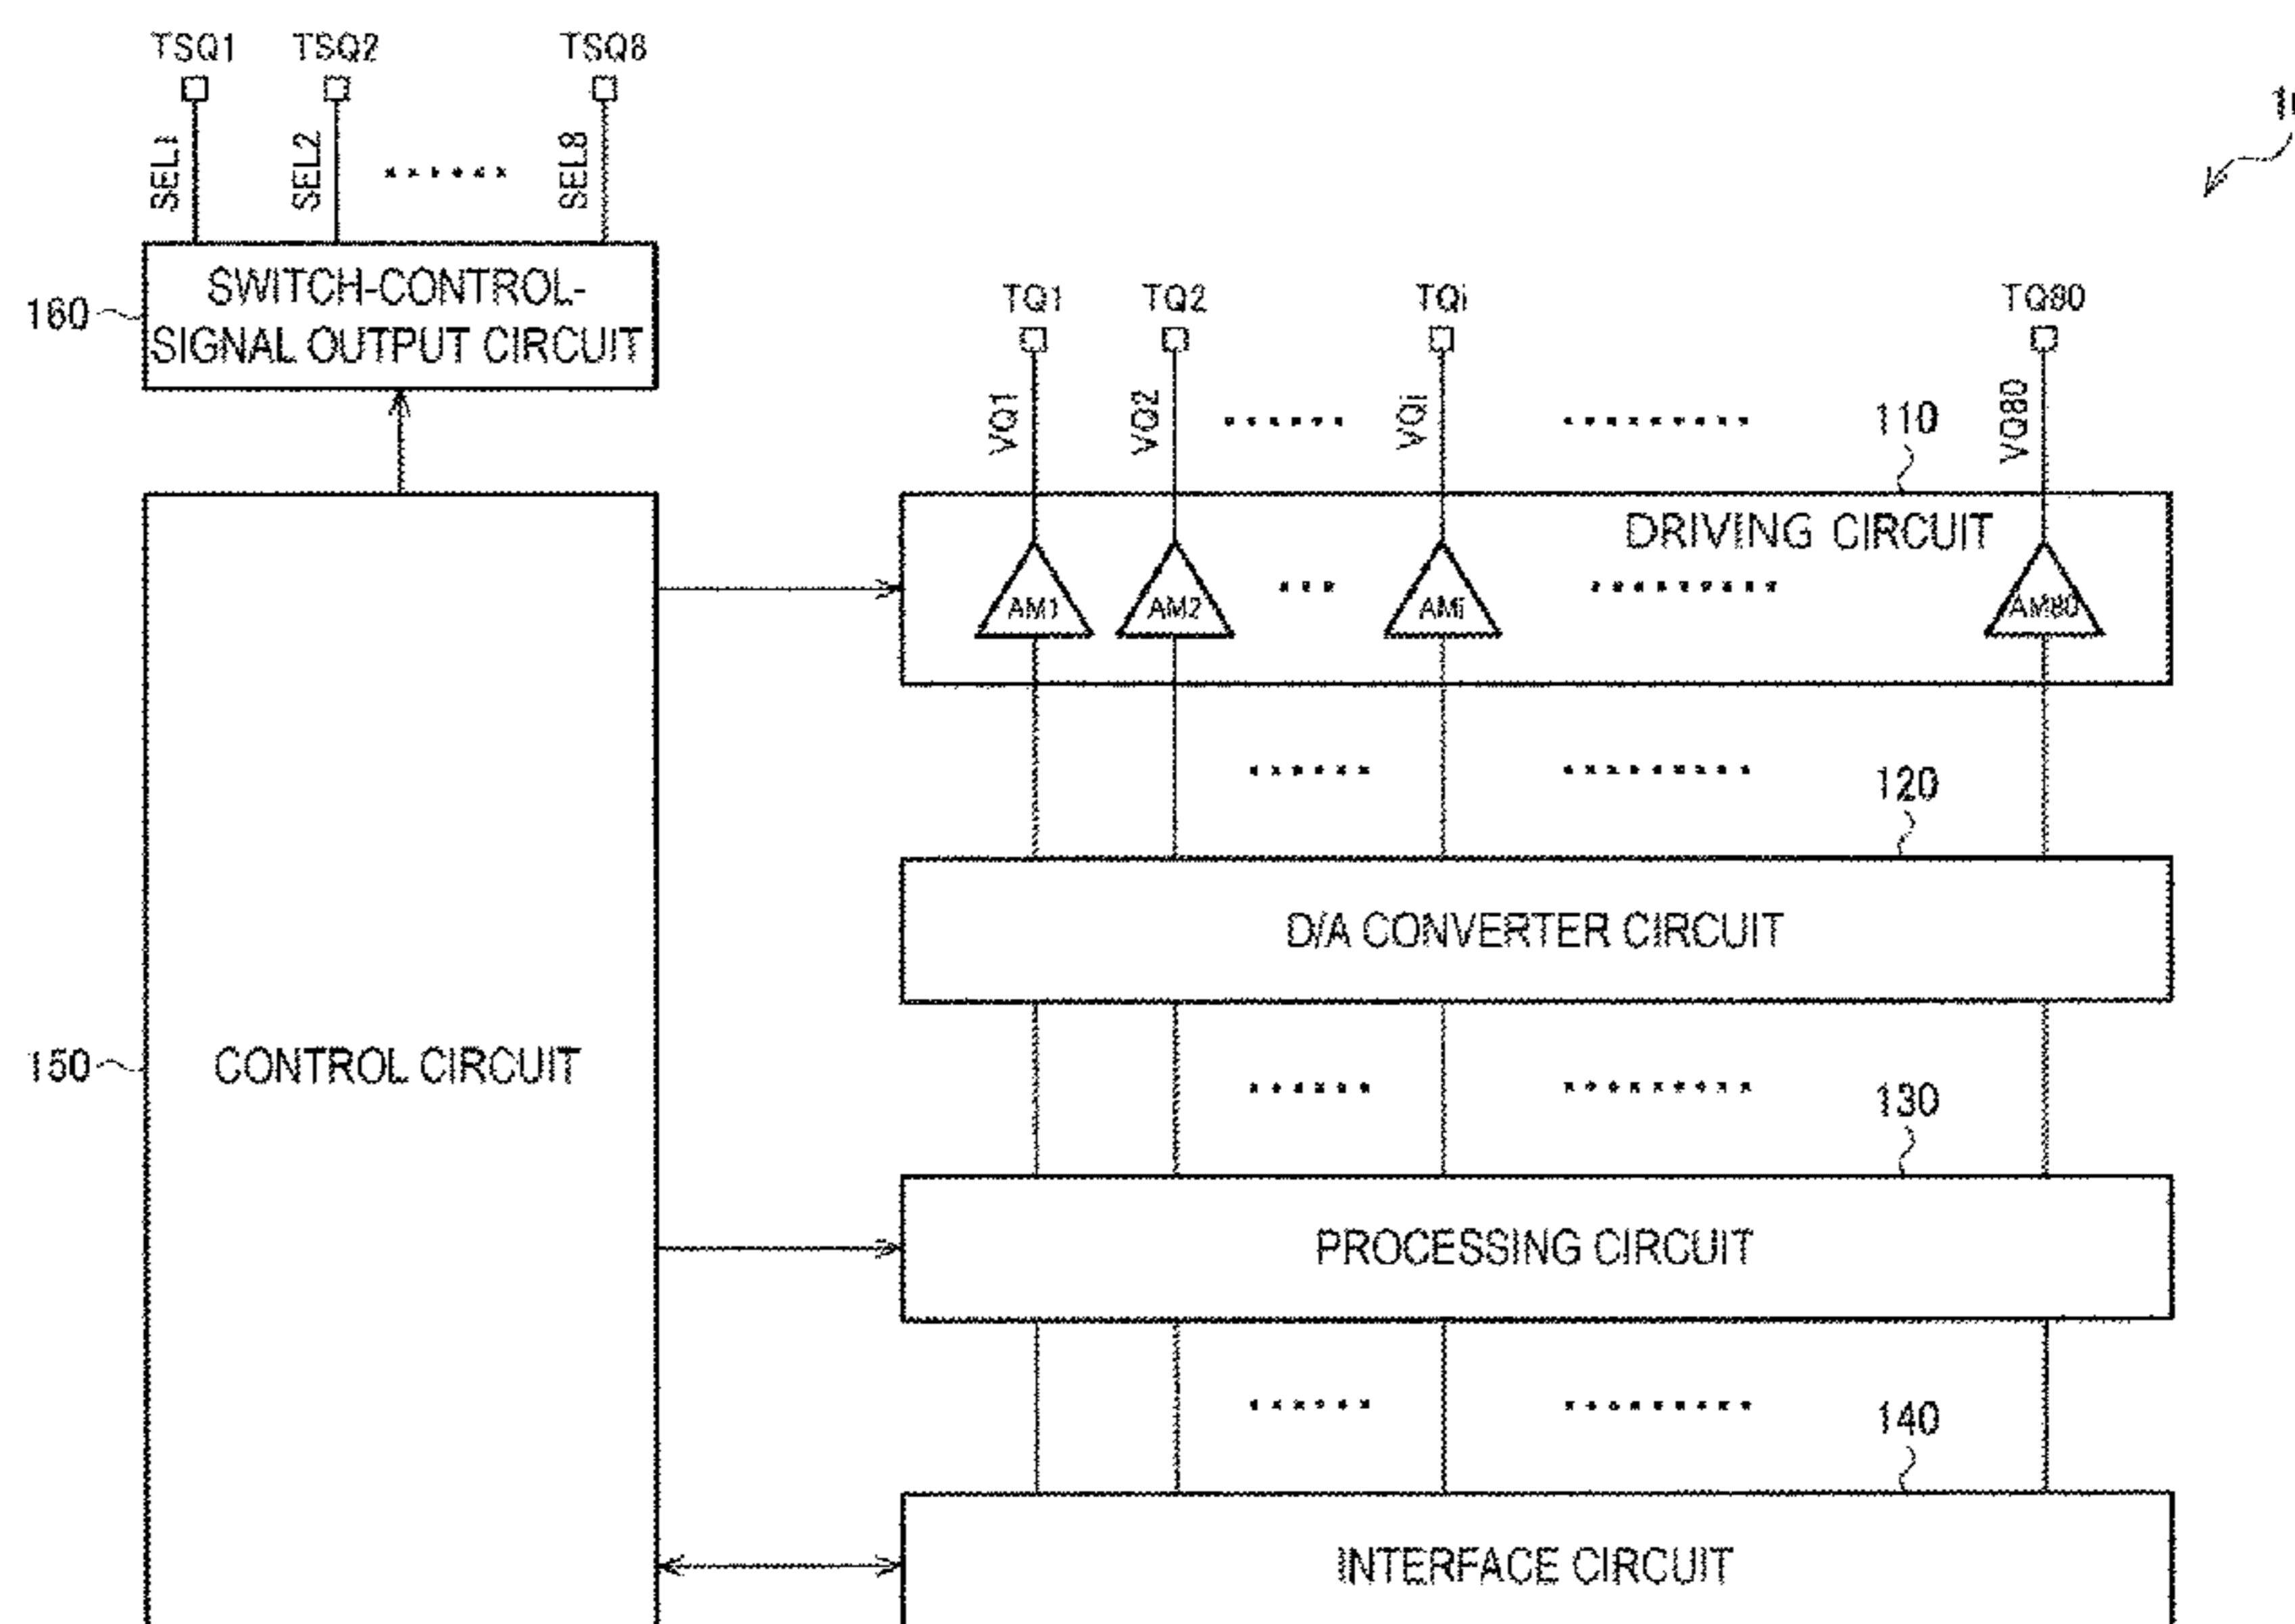 TSQ1 TSQ2 TSQ8
SEL1 SEL2 SEL8
160
SWITCH-CONTROL-
SIGNAL OUTPUT CIRCUIT
TQ1 TQ2 TQi TQ80
VQ1 VQ2 VQi VQ80
110
DRIVING CIRCUIT
AM1 AM2 AMi AM80
120
D/A CONVERTER CIRCUIT
150
CONTROL CIRCUIT
130
PROCESSING CIRCUIT
140
INTERFACE CIRCUIT